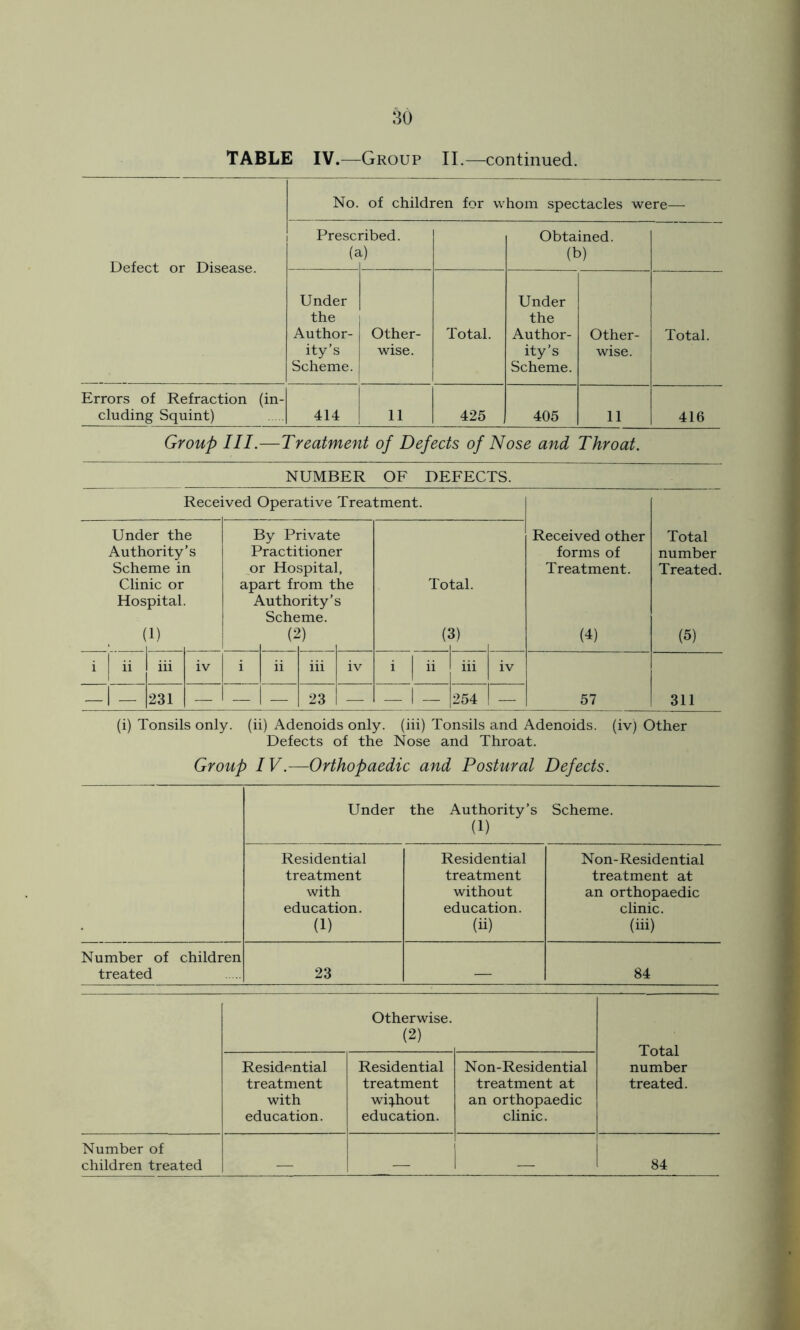 30
TABLE IV.—Group II.—continued.
Defect or Disease.
No. of children for whom spectacles were—
Prescribed.
(a)
Obtained.
(b)
Under
the
Author-
ity's
Scheme.
Other-
wise.
Total.
Under
the
Author-
ity's
Scheme.
Other-
wise.
Total.
Errors of Refraction (in-
cluding Squint) ..... 414 11 425 405 11 416
Group III.—Treatment of Defects of Nose and Throat.
NUMBER OF DEFECTS.
Received Operative Treatment.
Under the
Authority's
Scheme in
Clinic or
Hospital.
(1)
By Private
Practitioner
or Hospital,
apart from the
Authority's
Scheme.
(2)
Total.
(3)
Received other
forms of
Treatment.
(4)
Total
number
Treated.
(5)
i ii iii iv i ii iii iv i ii iii iv
— — 231 — — — 23 — — — 254 — 57 311
(i) Tonsils only. (ii) Adenoids only. (iii) Tonsils and Adenoids. (iv) Other
Defects of the Nose and Throat.
Group IV.—Orthopaedic and Postural Defects.
Under the Authority's Scheme.
(1)
Residential
treatment
with
education.
(1)
Residential
treatment
without
education.
(ii)
Non-Residential
treatment at
an orthopaedic
clinic.
(iii)
Number of children
treated ..... 23 — 84
Otherwise.
(2)
Residential
treatment
with
education.
Residential
treatment
without
education.
Non-Residential
treatment at
an orthopaedic
clinic.
Total
number
treated.
Number of
children treated — — — 84